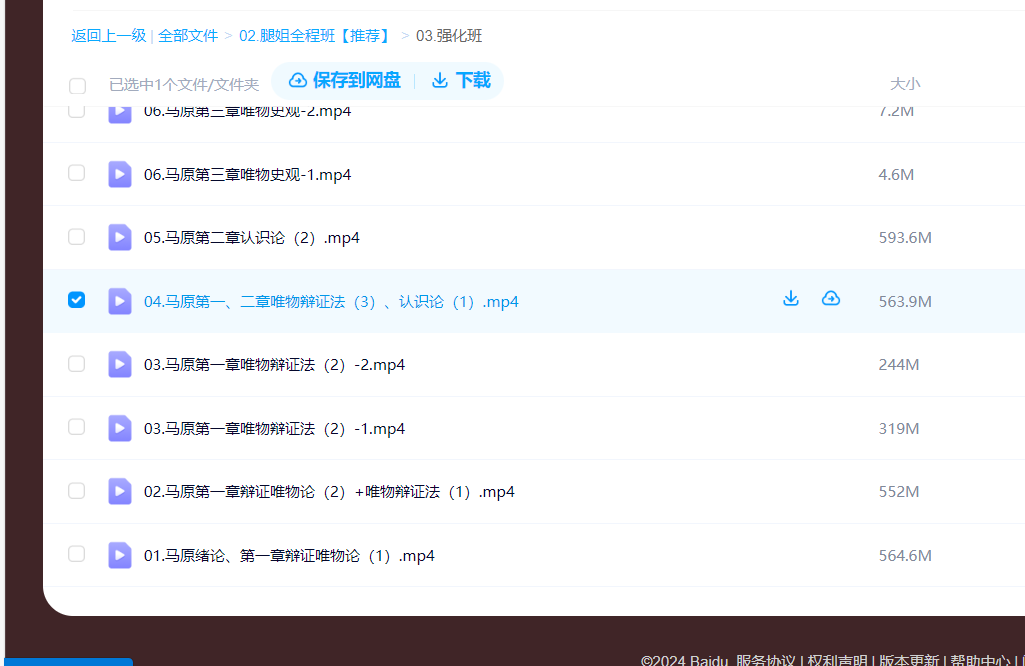 返回上一级 | 全部文件 > 02.腿姐全程班【推荐】 > 03.强化班
已选中1个文件/文件夹 保存到网盘 下载 大小
06.马原第三章唯物史观-2.mp4 7.2M
06.马原第三章唯物史观-1.mp4 4.6M
05.马原第二章认识论（2）.mp4 593.6M
04.马原第一、二章唯物辩证法（3）、认识论（1）.mp4 563.9M
03.马原第一章唯物辩证法（2）-2.mp4 244M
03.马原第一章唯物辩证法（2）-1.mp4 319M
02.马原第一章辩证唯物论（2）+唯物辩证法（1）.mp4 552M
01.马原绪论、第一章辩证唯物论（1）.mp4 564.6M
©2024 Baidu 服务协议 | 权利声明 | 版本更新 | 帮助中心 |